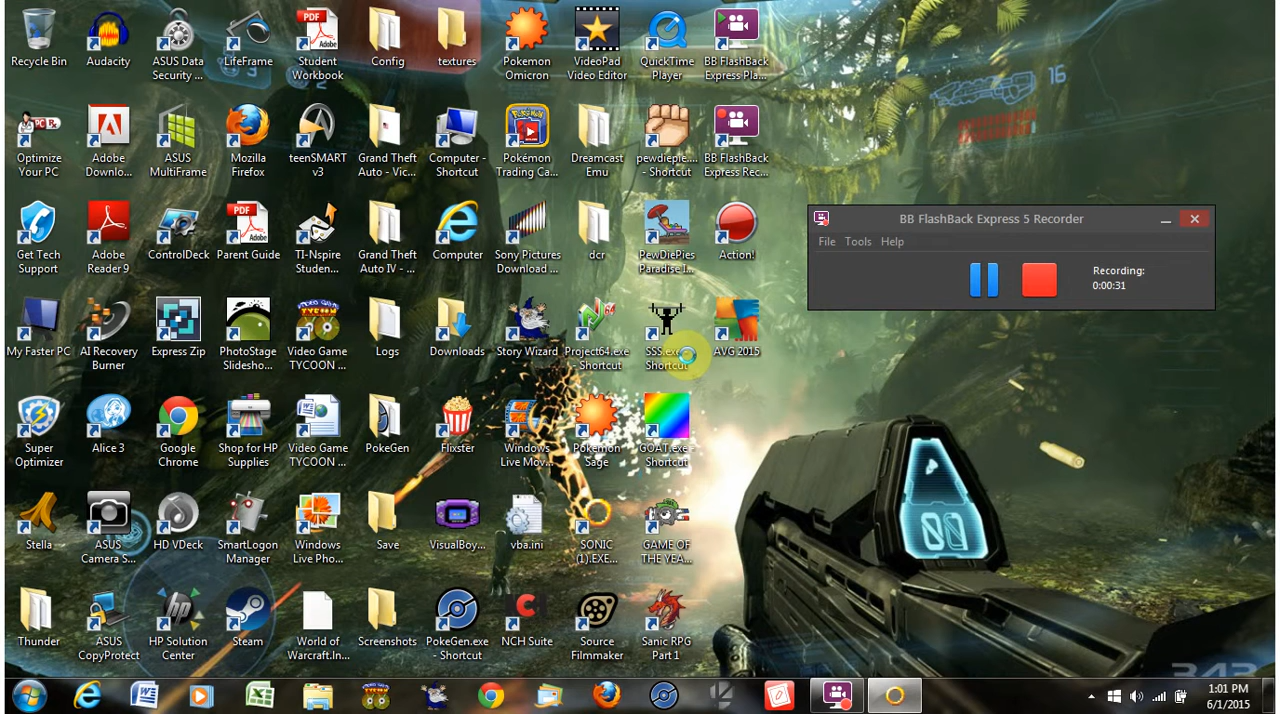 Recycle Bin
Audacity
ASUS Data
Security ...
LifeFrame
Student
Workbook
Config
textures
Pokemon
Omicron
VideoPad
Video Editor
QuickTime
Player
BB FlashBack
Express Pla...
16
Optimize
Your PC
Adobe
Downlo...
ASUS
MultiFrame
Mozilla
Firefox
teenSMART
v3
Grand Theft
Auto - Vic...
Computer -
Shortcut
Pokémon
Trading Ca...
Dreamcast
Emu
pewdiepie....
- Shortcut
BB FlashBack
Express Rec...
Get Tech
Support
Adobe
Reader 9
ControlDeck
Parent Guide
TI-Nspire
Studen...
Grand Theft
Auto IV - ...
Computer
Sony Pictures
Download ...
dcr
PewDiePies
Paradise I...
Action!
BB FlashBack Express 5 Recorder
File Tools Help
Recording:
0:00:31
My Faster PC
AI Recovery
Burner
Express Zip
PhotoStage
Slidesho...
Video Game
TYCOON ...
Logs
Downloads
Story Wizard
Project64.exe
- Shortcut
SSS.exe -
Shortcut
AVG 2015
Super
Optimizer
Alice 3
Google
Chrome
Shop for HP
Supplies
Video Game
TYCOON ...
PokeGen
Flixster
Windows
Live Mov...
Pokemon
Sage
GOAT.exe -
Shortcut
Stella
ASUS
Camera S...
HD VDeck
SmartLogon
Manager
Windows
Live Pho...
Save
VisualBoy...
vba.ini
SONIC
(1).EXE...
GAME OF
THE YEA...
Thunder
ASUS
CopyProtect
HP Solution
Center
Steam
World of
Warcraft.In...
Screenshots
PokeGen.exe
- Shortcut
NCH Suite
Source
Filmmaker
Sanic RPG
Part 1
00
343
1:01 PM
6/1/2015